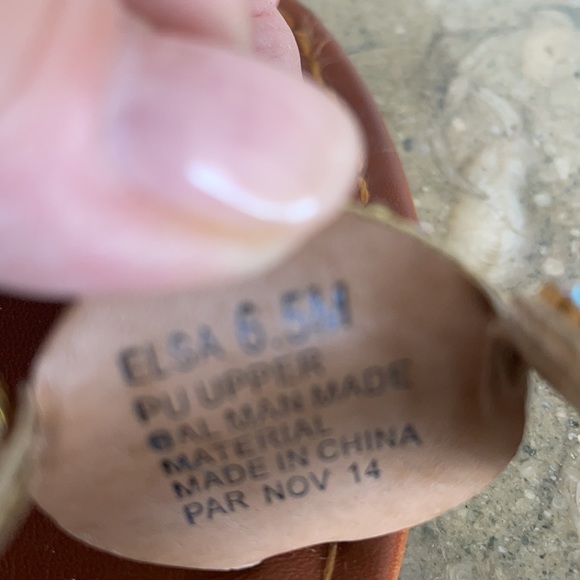 ELSA 6.5M
PU UPPER
BAL MAN MADE
MATERIAL
MADE IN CHINA
PAR NOV 14